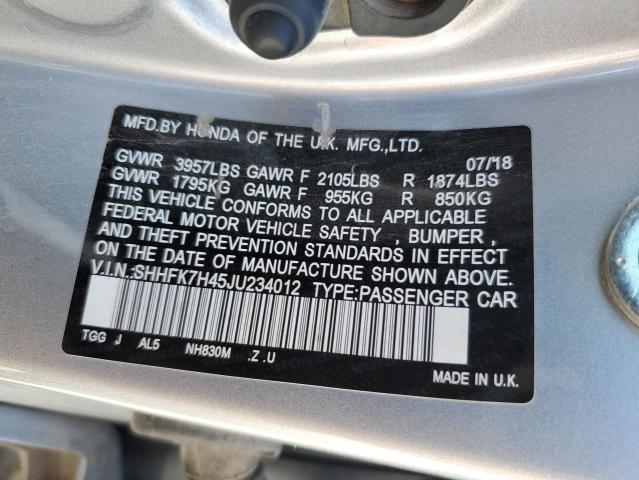 MFD.BY HONDA OF THE U.K. MFG.,LTD.
07/18
GVWR 3957LBS GAWR F 2105LBS R 1874LBS
GVWR 1795KG GAWR F 955KG R 850KG
THIS VEHICLE CONFORMS TO ALL APPLICABLE
FEDERAL MOTOR VEHICLE SAFETY , BUMPER ,
AND THEFT PREVENTION STANDARDS IN EFFECT
ON THE DATE OF MANUFACTURE SHOWN ABOVE.
V.I.N.:SHHFK7H45JU234012 TYPE:PASSENGER CAR
TGG J AL5 NH830M .Z .U
MADE IN U.K.